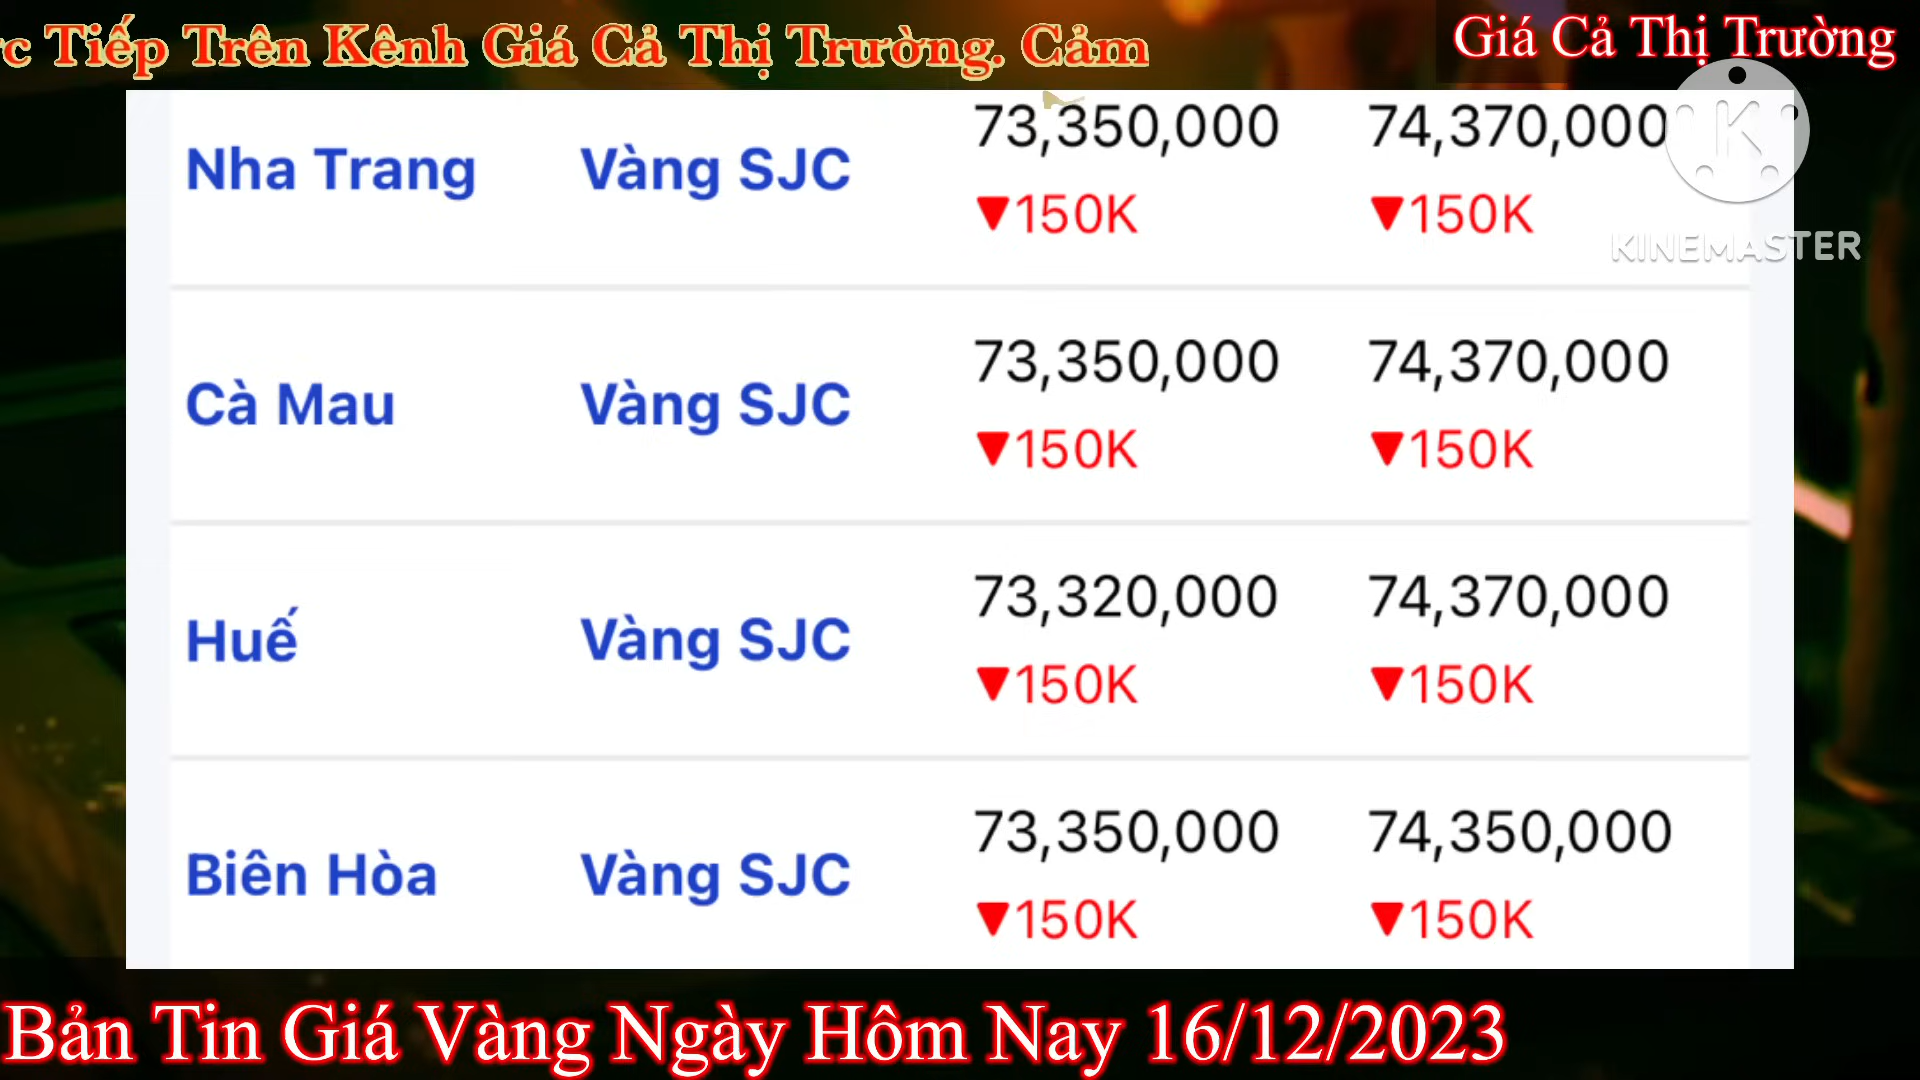 Tiếp Trên Kênh Giá Cả Thị Trường. Cảm
Giá Cả Thị Trường
KINEMASTER
Nha Trang Vàng SJC 73,350,000 74,370,000
▼150K ▼150K
Cà Mau Vàng SJC 73,350,000 74,370,000
▼150K ▼150K
Huế Vàng SJC 73,320,000 74,370,000
▼150K ▼150K
Biên Hòa Vàng SJC 73,350,000 74,350,000
▼150K ▼150K
Bản Tin Giá Vàng Ngày Hôm Nay 16/12/2023